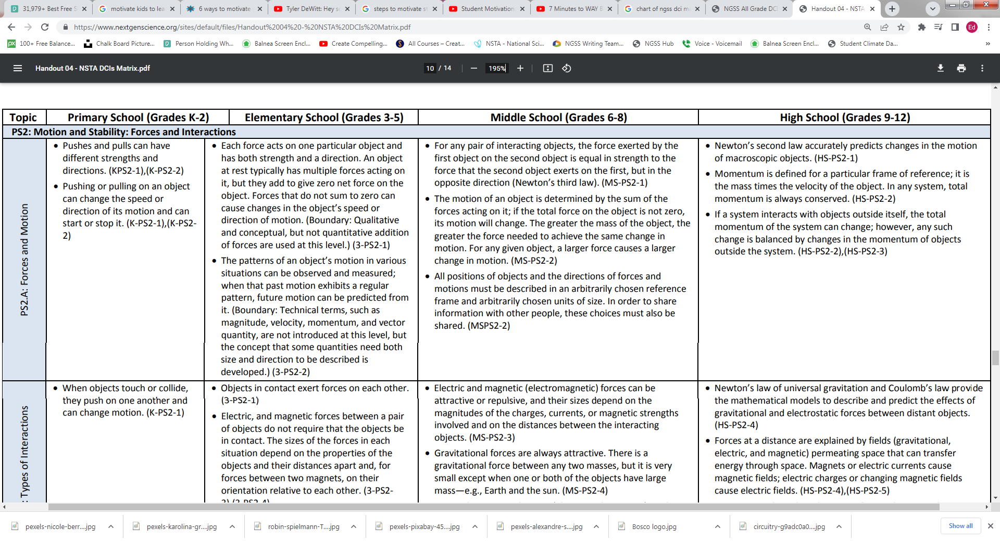 31,979+ Best Free S
motivate kids to lea
6 ways to motivate
Tyler DeWitt: Hey sc
steps to motivate st
Student Motivation
7 Minutes to WAY B
chart of ngss dci m
NGSS All Grade DCI
Handout 04 - NSTA
https://www.nextgenscience.org/sites/default/files/Handout%2004%20-%20NSTA%20DCIs%20Matrix.pdf
Ed
px 100+ Free Balance...
Chalk Board Picture...
Person Holding Wh...
Balnea Screen Encl...
Create Compelling...
All Courses – Creat...
NSTA - National Sci...
NGSS Writing Team...
NGSS Hub
Voice - Voicemail
Balnea Screen Encl...
Student Climate Da...
Handout 04 - NSTA DCIs Matrix.pdf
10 / 14
195%
Topic
Primary School (Grades K-2)
Elementary School (Grades 3-5)
Middle School (Grades 6-8)
High School (Grades 9-12)
PS2: Motion and Stability: Forces and Interactions
PS2.A: Forces and Motion
• Pushes and pulls can have
different strengths and
directions. (KPS2-1),(K-PS2-2)
• Pushing or pulling on an object
can change the speed or
direction of its motion and can
start or stop it. (K-PS2-1),(K-PS2-
2)
• Each force acts on one particular object and
has both strength and a direction. An object
at rest typically has multiple forces acting on
it, but they add to give zero net force on the
object. Forces that do not sum to zero can
cause changes in the object’s speed or
direction of motion. (Boundary: Qualitative
and conceptual, but not quantitative addition
of forces are used at this level.) (3-PS2-1)
• The patterns of an object’s motion in various
situations can be observed and measured;
when that past motion exhibits a regular
pattern, future motion can be predicted from
it. (Boundary: Technical terms, such as
magnitude, velocity, momentum, and vector
quantity, are not introduced at this level, but
the concept that some quantities need both
size and direction to be described is
developed.) (3-PS2-2)
• For any pair of interacting objects, the force exerted by the
first object on the second object is equal in strength to the
force that the second object exerts on the first, but in the
opposite direction (Newton’s third law). (MS-PS2-1)
• The motion of an object is determined by the sum of the
forces acting on it; if the total force on the object is not zero,
its motion will change. The greater the mass of the object, the
greater the force needed to achieve the same change in
motion. For any given object, a larger force causes a larger
change in motion. (MS-PS2-2)
• All positions of objects and the directions of forces and
motions must be described in an arbitrarily chosen reference
frame and arbitrarily chosen units of size. In order to share
information with other people, these choices must also be
shared. (MSPS2-2)
• Newton’s second law accurately predicts changes in the motion
of macroscopic objects. (HS-PS2-1)
• Momentum is defined for a particular frame of reference; it is
the mass times the velocity of the object. In any system, total
momentum is always conserved. (HS-PS2-2)
• If a system interacts with objects outside itself, the total
momentum of the system can change; however, any such
change is balanced by changes in the momentum of objects
outside the system. (HS-PS2-2),(HS-PS2-3)
: Types of Interactions
• When objects touch or collide,
they push on one another and
can change motion. (K-PS2-1)
• Objects in contact exert forces on each other.
(3-PS2-1)
• Electric, and magnetic forces between a pair
of objects do not require that the objects be
in contact. The sizes of the forces in each
situation depend on the properties of the
objects and their distances apart and, for
forces between two magnets, on their
orientation relative to each other. (3-PS2-
• Electric and magnetic (electromagnetic) forces can be
attractive or repulsive, and their sizes depend on the
magnitudes of the charges, currents, or magnetic strengths
involved and on the distances between the interacting
objects. (MS-PS2-3)
• Gravitational forces are always attractive. There is a
gravitational force between any two masses, but it is very
small except when one or both of the objects have large
mass—e.g., Earth and the sun. (MS-PS2-4)
• Newton’s law of universal gravitation and Coulomb’s law provide
the mathematical models to describe and predict the effects of
gravitational and electrostatic forces between distant objects.
(HS-PS2-4)
• Forces at a distance are explained by fields (gravitational,
electric, and magnetic) permeating space that can transfer
energy through space. Magnets or electric currents cause
magnetic fields; electric charges or changing magnetic fields
cause electric fields. (HS-PS2-4),(HS-PS2-5)
pexels-nicole-berr....jpg
pexels-karolina-gr....jpg
robin-spielmann-T....jpg
pexels-pixabay-45....jpg
pexels-alexandre-s....jpg
Bosco logo.jpg
circuitry-g9adc0a0....jpg
Show all